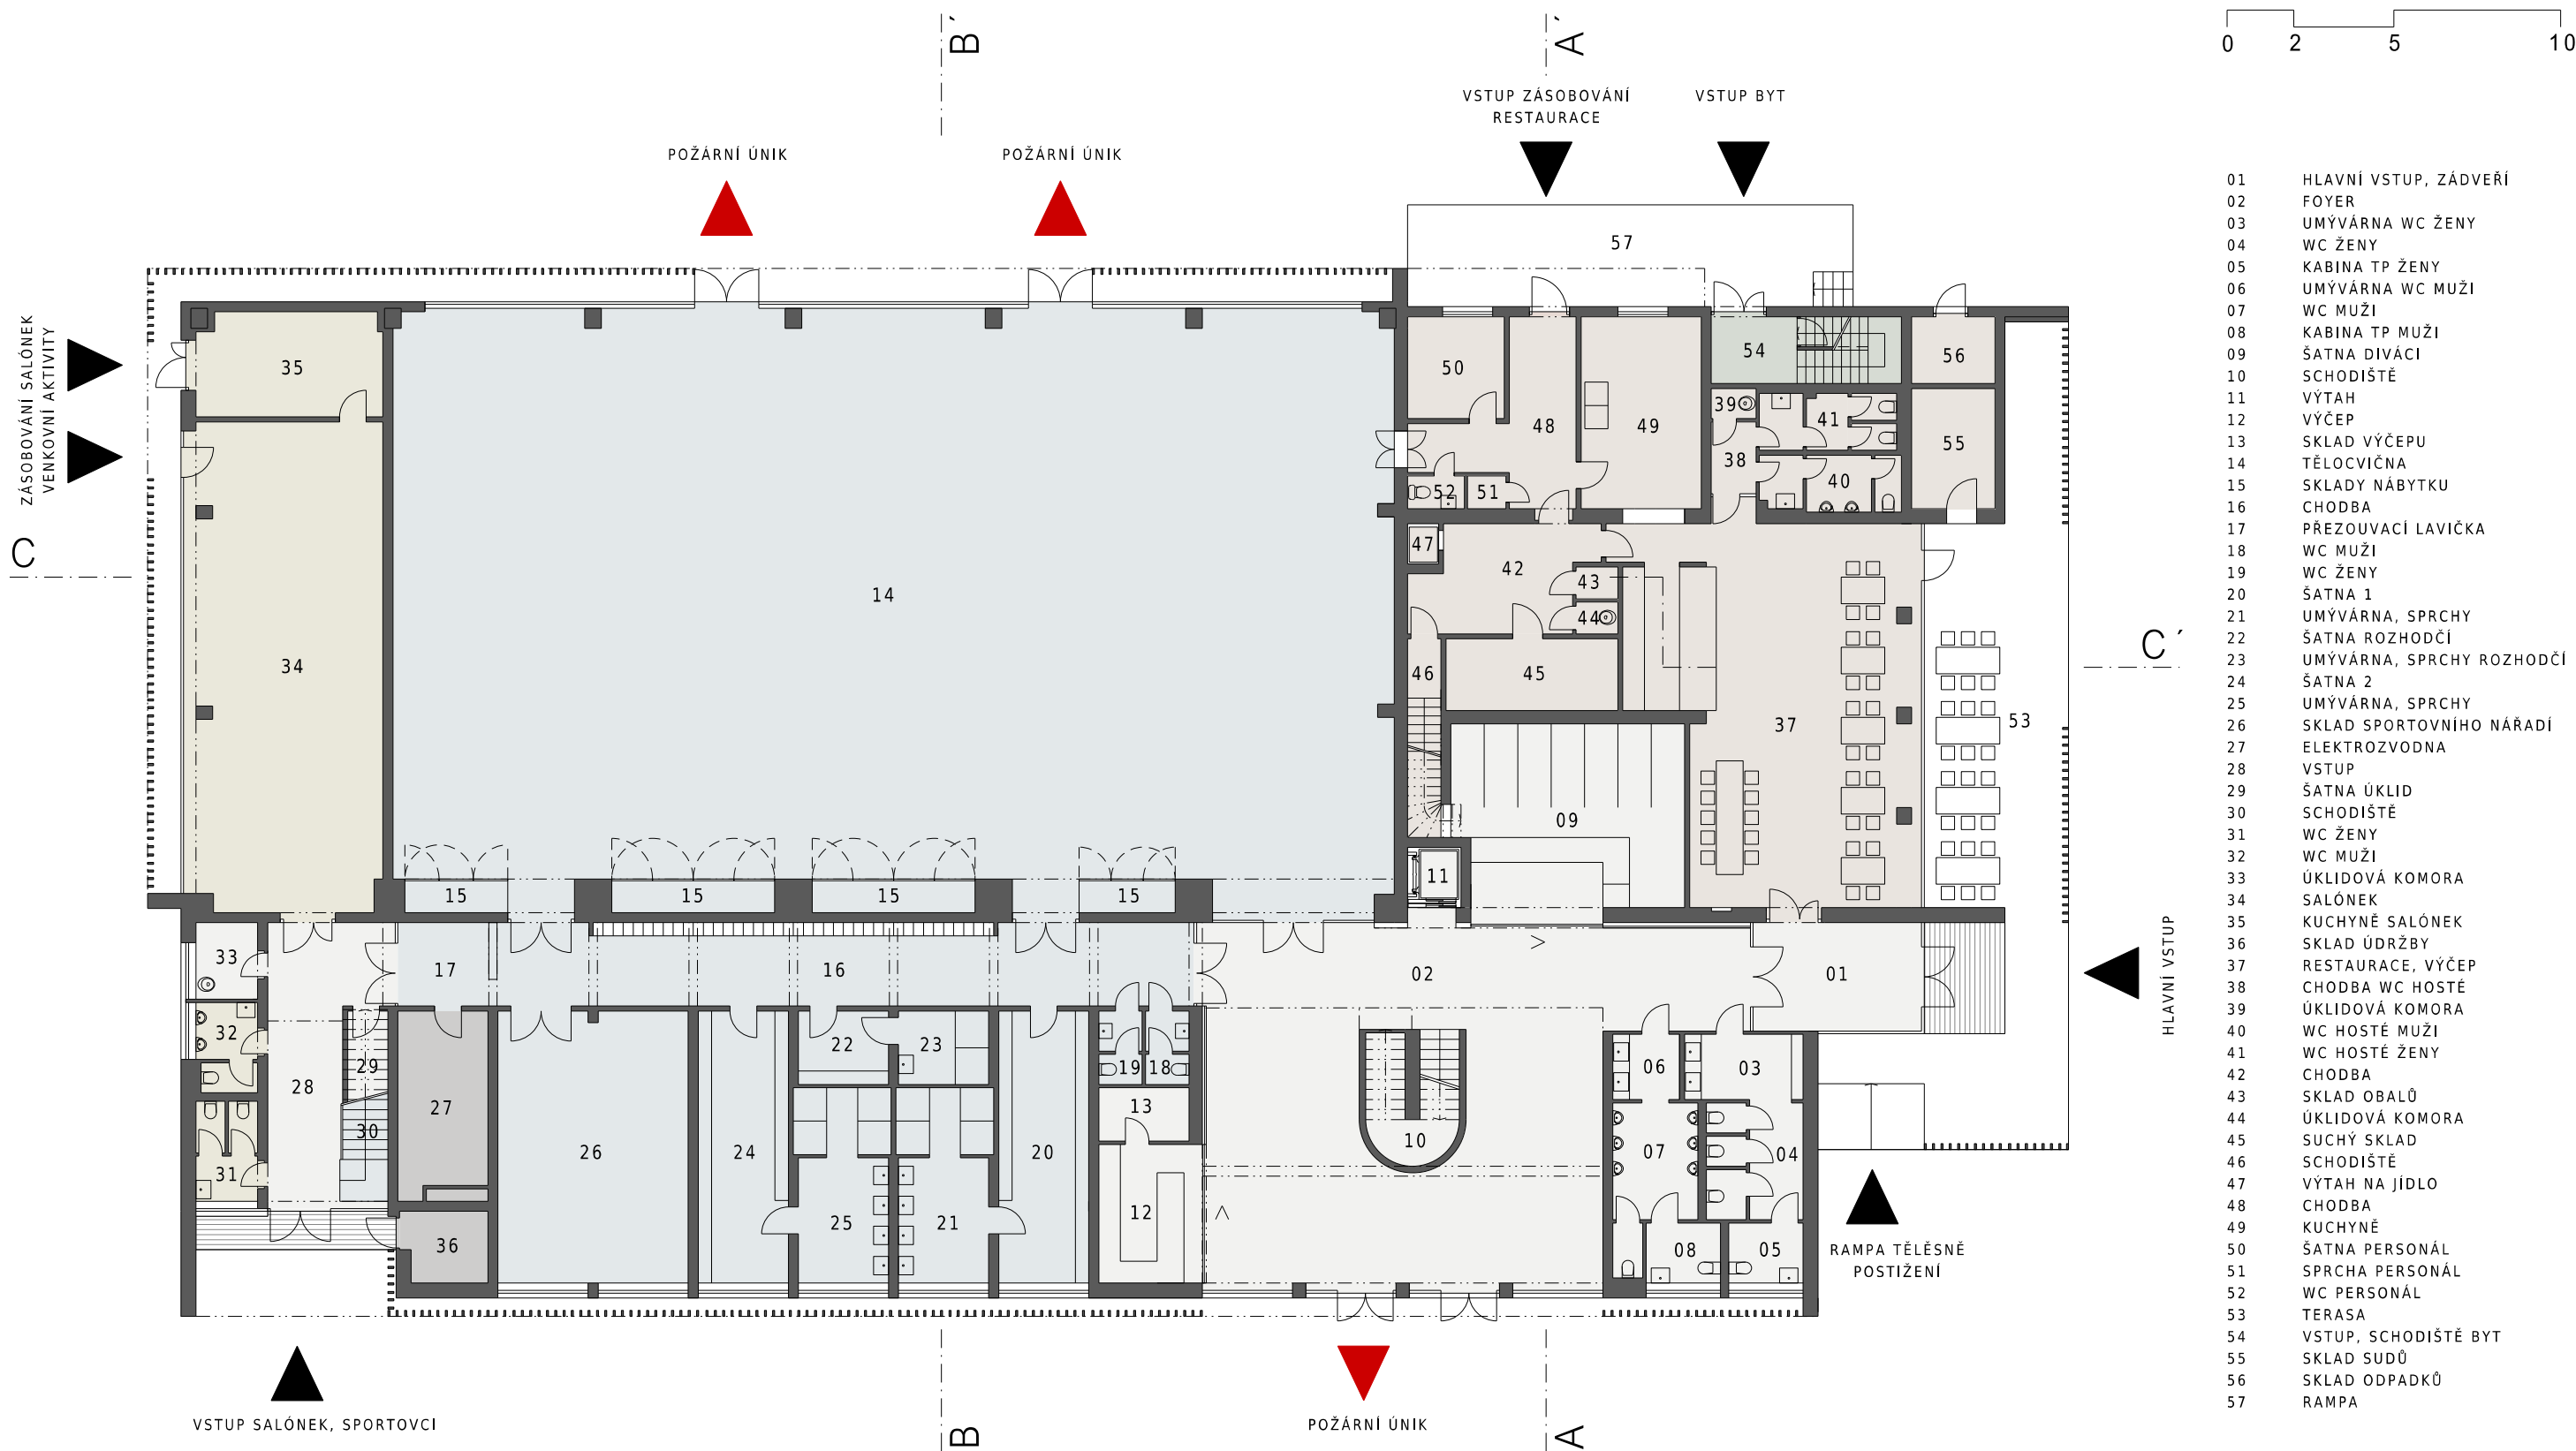 B´
A´
0 2 5 10
VSTUP ZÁSOBOVÁNÍ
RESTAURACE
VSTUP BYT
POŽÁRNÍ ÚNIK
POŽÁRNÍ ÚNIK
ZÁSOBOVÁNÍ SALÓNEK
VENKOVNÍ AKTIVITY
C
C´
57
35
50
48
49
54
56
39
41
55
38
40
52
51
47
42
43
44
14
34
46
45
37
53
09
11
15
15
15
15
33
17
16
02
01
HLAVNÍ VSTUP
32
28
29
30
31
27
22
23
19
18
13
06
03
26
24
20
10
07
04
12
25
21
36
08
05
RAMPA TĚLESNĚ
POSTIŽENÍ
VSTUP SALÓNEK, SPORTOVCI
B
POŽÁRNÍ ÚNIK
A
01 HLAVNÍ VSTUP, ZÁDVEŘÍ
02 FOYER
03 UMÝVÁRNA WC ŽENY
04 WC ŽENY
05 KABINA TP ŽENY
06 UMÝVÁRNA WC MUŽI
07 WC MUŽI
08 KABINA TP MUŽI
09 ŠATNA DIVÁCI
10 SCHODIŠTĚ
11 VÝTAH
12 VÝČEP
13 SKLAD VÝČEPU
14 TĚLOCVIČNA
15 SKLADY NÁBYTKU
16 CHODBA
17 PŘEZOUVACÍ LAVIČKA
18 WC MUŽI
19 WC ŽENY
20 ŠATNA 1
21 UMÝVÁRNA, SPRCHY
22 ŠATNA ROZHODČÍ
23 UMÝVÁRNA, SPRCHY ROZHODČÍ
24 ŠATNA 2
25 UMÝVÁRNA, SPRCHY
26 SKLAD SPORTOVNÍHO NÁŘADÍ
27 ELEKTROZVODNA
28 VSTUP
29 ŠATNA ÚKLID
30 SCHODIŠTĚ
31 WC ŽENY
32 WC MUŽI
33 ÚKLIDOVÁ KOMORA
34 SALÓNEK
35 KUCHYNĚ SALÓNEK
36 SKLAD ÚDRŽBY
37 RESTAURACE, VÝČEP
38 CHODBA WC HOSTÉ
39 ÚKLIDOVÁ KOMORA
40 WC HOSTÉ MUŽI
41 WC HOSTÉ ŽENY
42 CHODBA
43 SKLAD OBALŮ
44 ÚKLIDOVÁ KOMORA
45 SUCHÝ SKLAD
46 SCHODIŠTĚ
47 VÝTAH NA JÍDLO
48 CHODBA
49 KUCHYNĚ
50 ŠATNA PERSONÁL
51 SPRCHA PERSONÁL
52 WC PERSONÁL
53 TERASA
54 VSTUP, SCHODIŠTĚ BYT
55 SKLAD SUDŮ
56 SKLAD ODPADKŮ
57 RAMPA